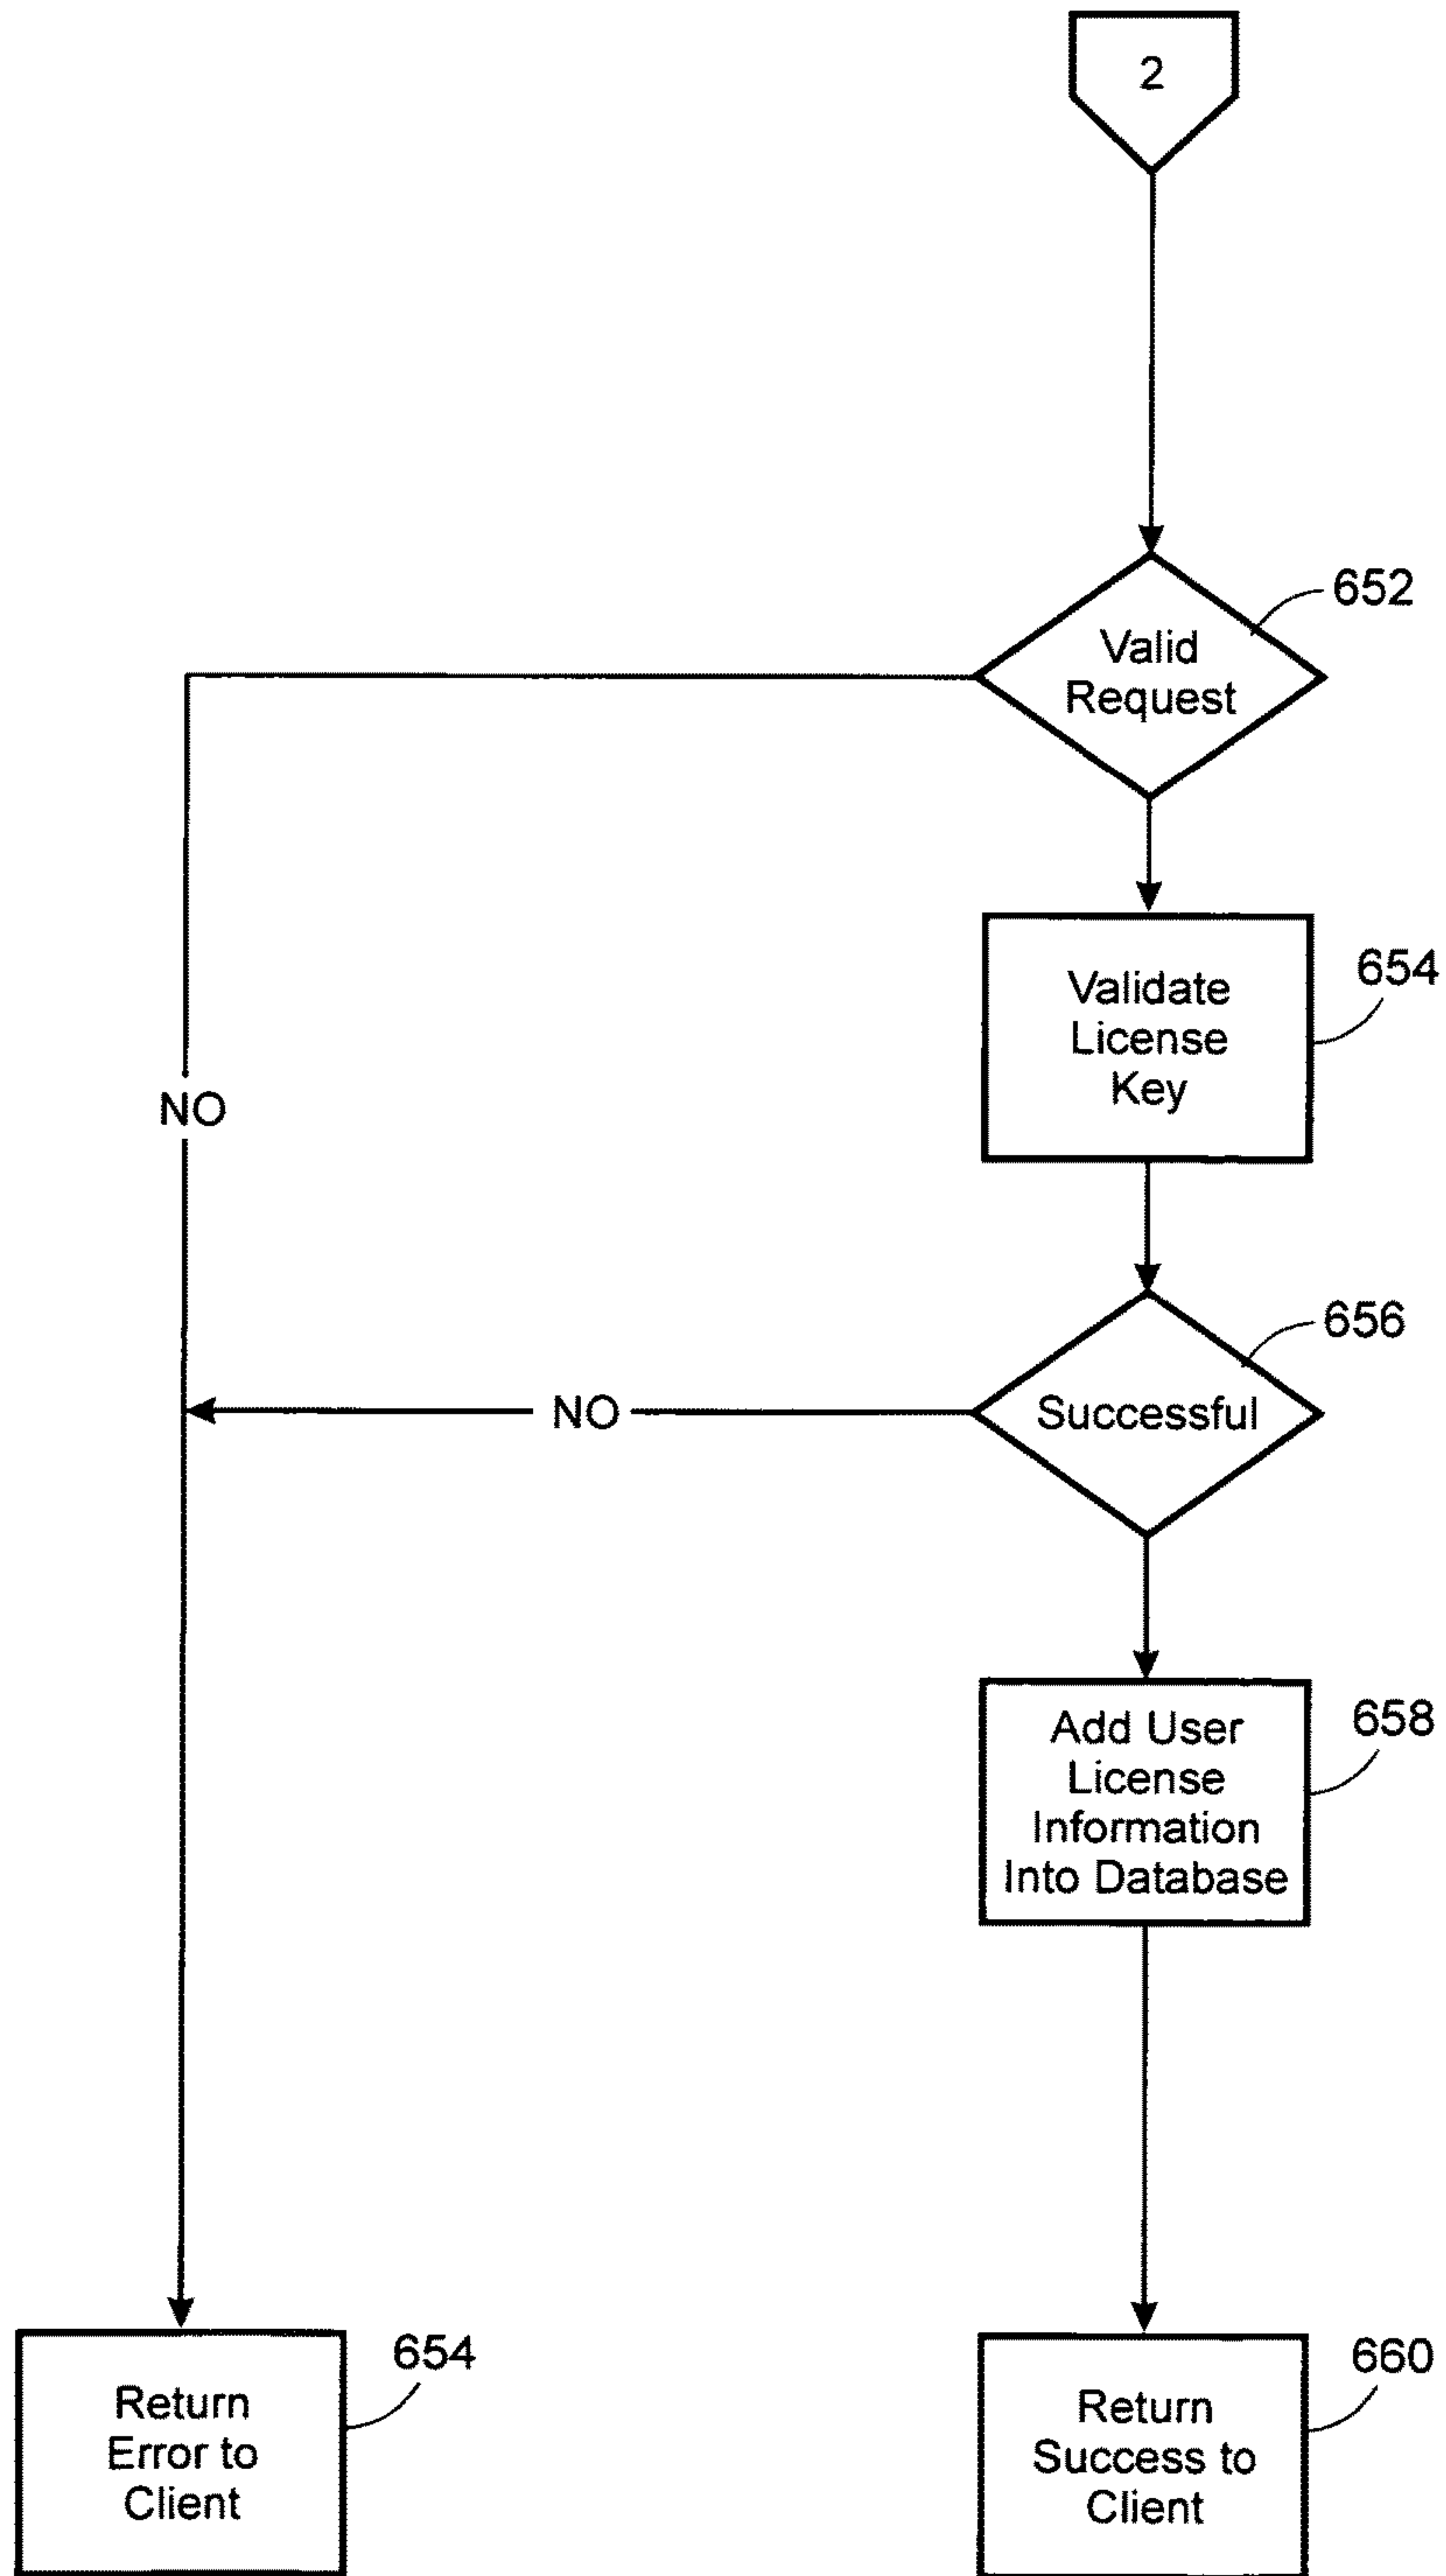 2
652
Valid
Request
654
Validate
License
Key
NO
656
NO
Successful
658
Add User
License
Information
Into Database
654
Return
Error to
Client
660
Return
Success to
Client